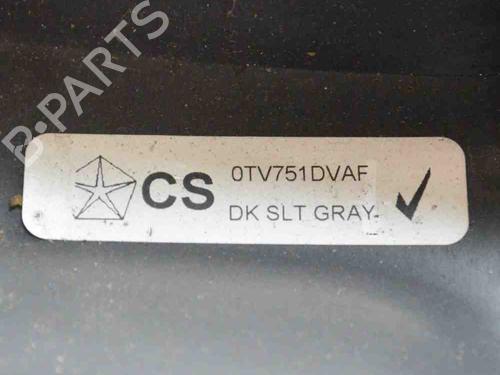 B-PARTS
CS 0TV751DVAF
DK SLT GRAY